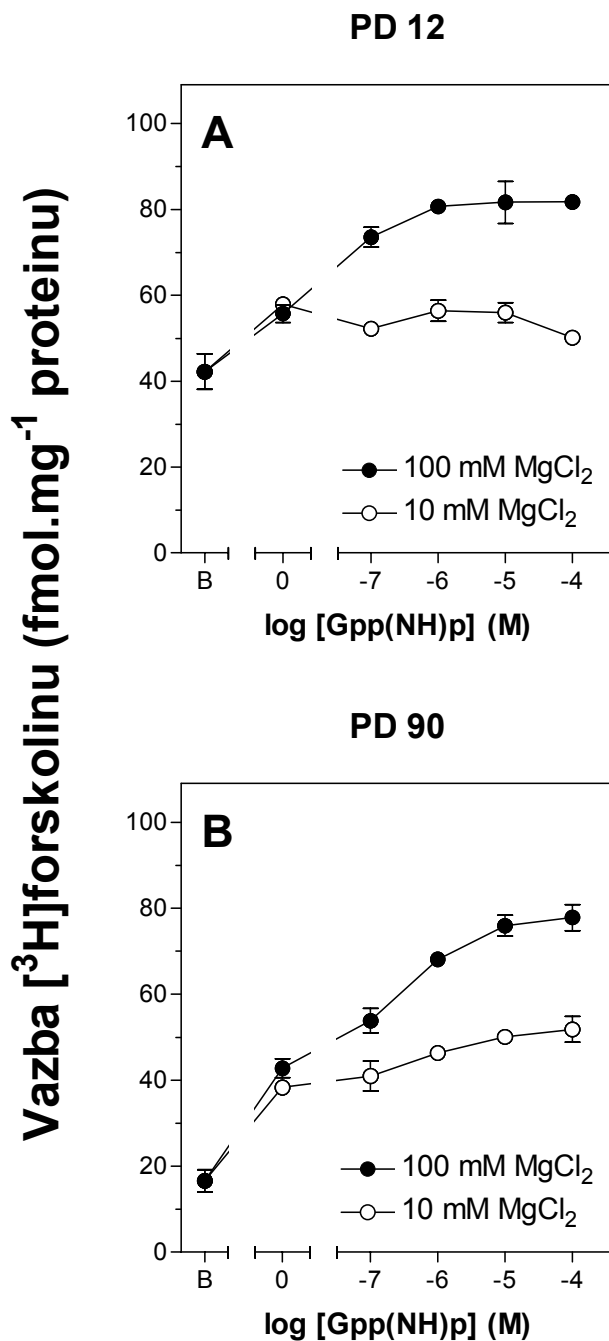 PD 12
Vazba [³H]forskolinu (fmol.mg⁻¹ proteinu)
A
100
80
60
40
20
0
100 mM MgCl₂
10 mM MgCl₂
B 0 -7 -6 -5 -4
log [Gpp(NH)p] (M)
PD 90
B
100
80
60
40
20
0
100 mM MgCl₂
10 mM MgCl₂
B 0 -7 -6 -5 -4
log [Gpp(NH)p] (M)